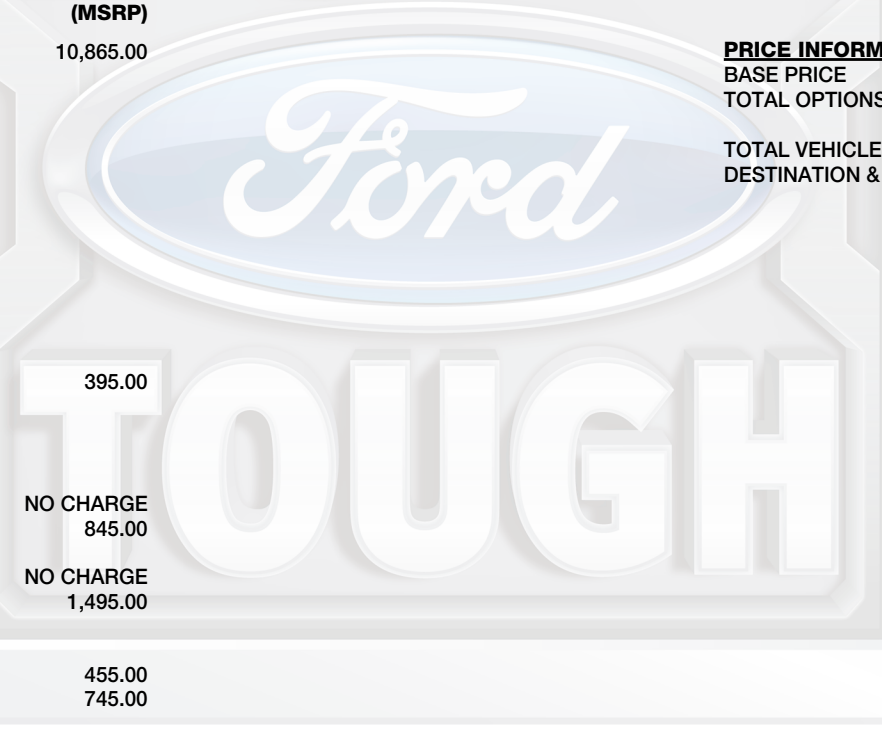 (MSRP)
10,865.00
PRICE INFORM
BASE PRICE
TOTAL OPTIONS
TOTAL VEHICLE
DESTINATION &
Ford
TOUGH
395.00
NO CHARGE
845.00
NO CHARGE
1,495.00
455.00
745.00